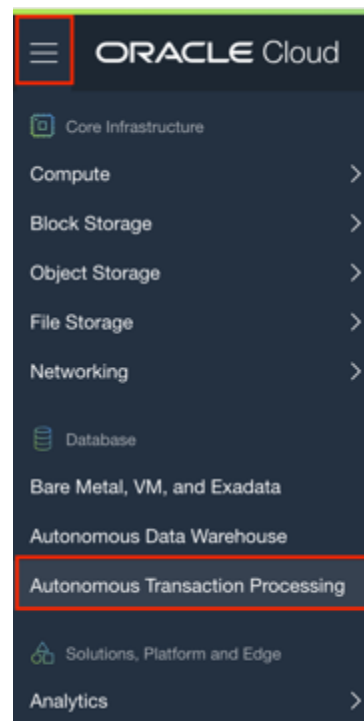 ORACLE Cloud
Core Infrastructure
Compute
Block Storage
Object Storage
File Storage
Networking
Database
Bare Metal, VM, and Exadata
Autonomous Data Warehouse
Autonomous Transaction Processing
Solutions, Platform and Edge
Analytics